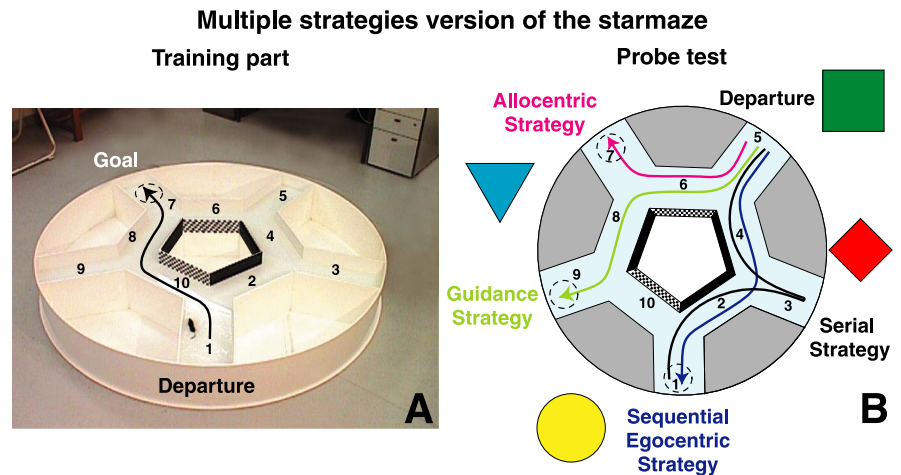 Multiple strategies version of the starmaze
Training part
Goal
5
7
6
8
4
9
3
10
2
1
Departure
A
Probe test
Allocentric
Strategy
Departure
5
7
6
8
4
9
Guidance
Strategy
10
2
3
Serial
Strategy
1
Sequential
Egocentric
Strategy
B